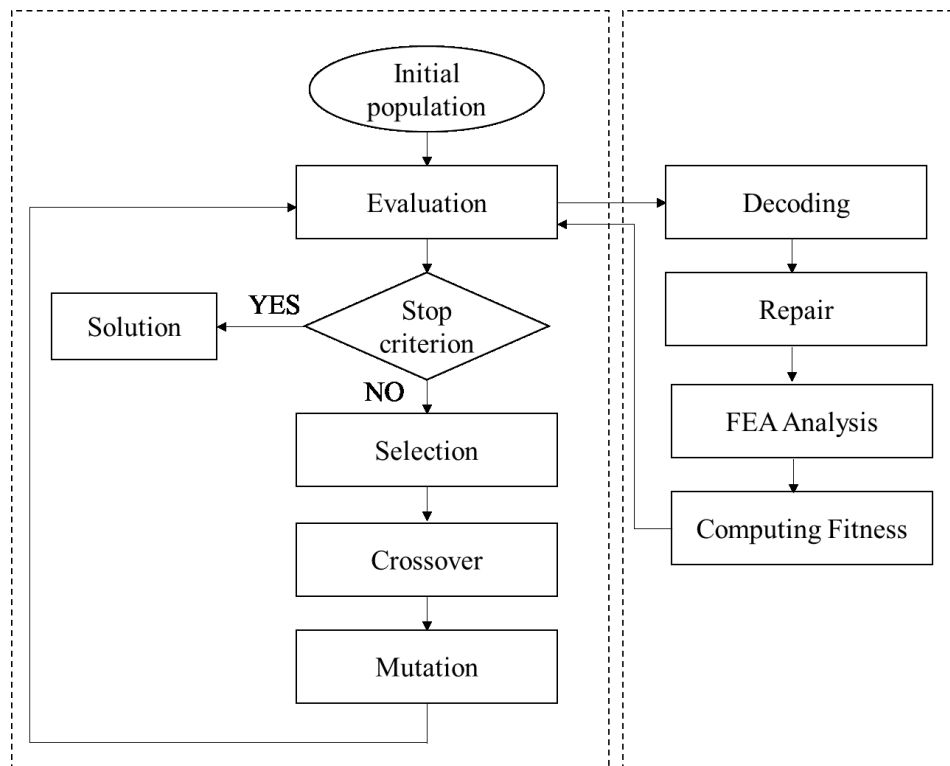 Initial
population
Evaluation
Stop
criterion
YES
Solution
NO
Selection
Crossover
Mutation
Decoding
Repair
FEA Analysis
Computing Fitness